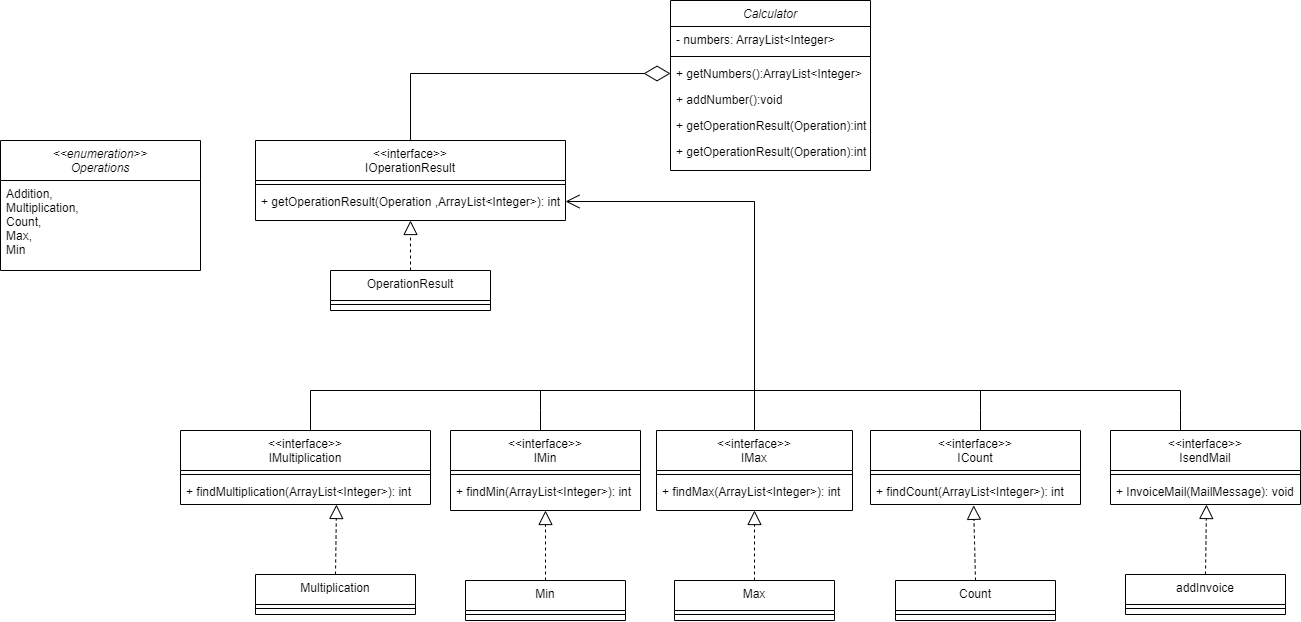 Calculator
- numbers: ArrayList<Integer>
+ getNumbers():ArrayList<Integer>
+ addNumber():void
+ getOperationResult(Operation):int
+ getOperationResult(Operation):int
<<enumeration>>
Operations
Addition,
Multiplication,
Count,
Max,
Min
<<interface>>
IOperationResult
+ getOperationResult(Operation ,ArrayList<Integer>): int
OperationResult
<<interface>>
IMultiplication
+ findMultiplication(ArrayList<Integer>): int
<<interface>>
IMin
+ findMin(ArrayList<Integer>): int
<<interface>>
IMax
+ findMax(ArrayList<Integer>): int
<<interface>>
ICount
+ findCount(ArrayList<Integer>): int
<<interface>>
IsendMail
+ InvoiceMail(MailMessage): void
Multiplication
Min
Max
Count
addInvoice